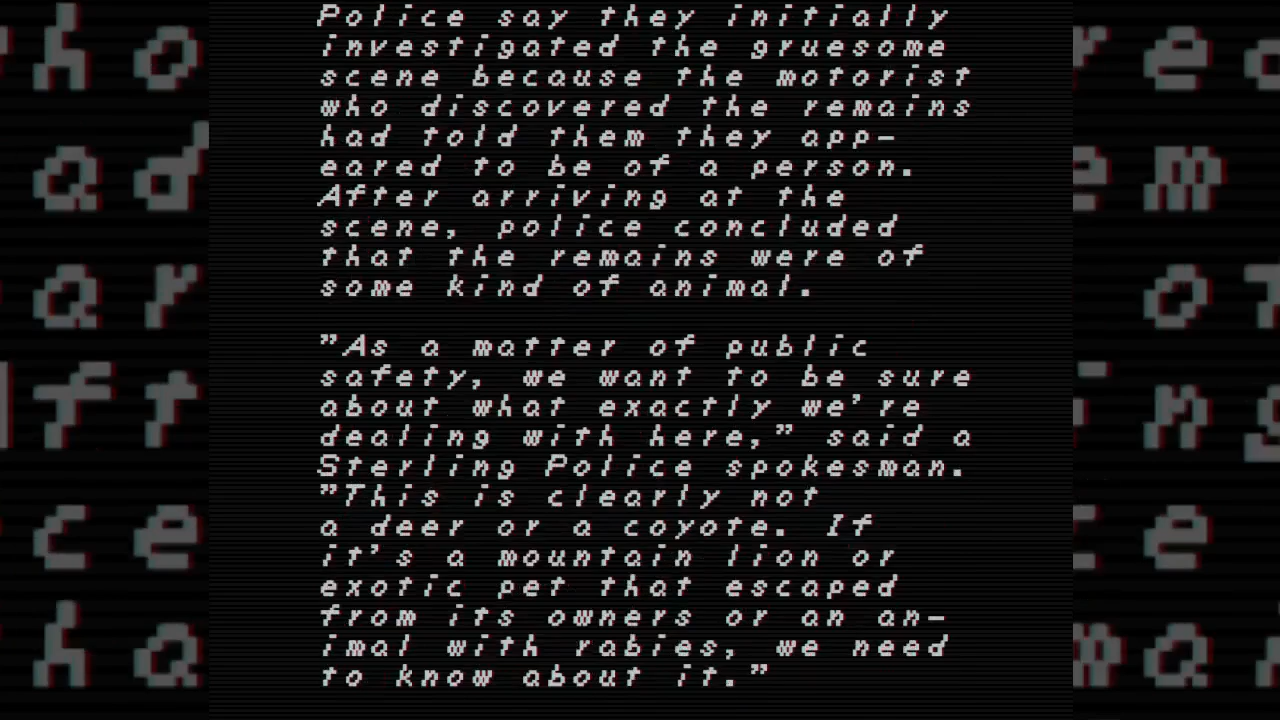 Police say they initially
investigated the gruesome
scene because the motorist
who discovered the remains
had told them they app-
eared to be of a person.
After arriving at the
scene, police concluded
that the remains were of
some kind of animal.
"As a matter of public
safety, we want to be sure
about what exactly we're
dealing with here," said a
Sterling Police spokesman.
"This is clearly not
a deer or a coyote. If
it's a mountain lion or
exotic pet that escaped
from its owners or an an-
imal with rabies, we need
to know about it."